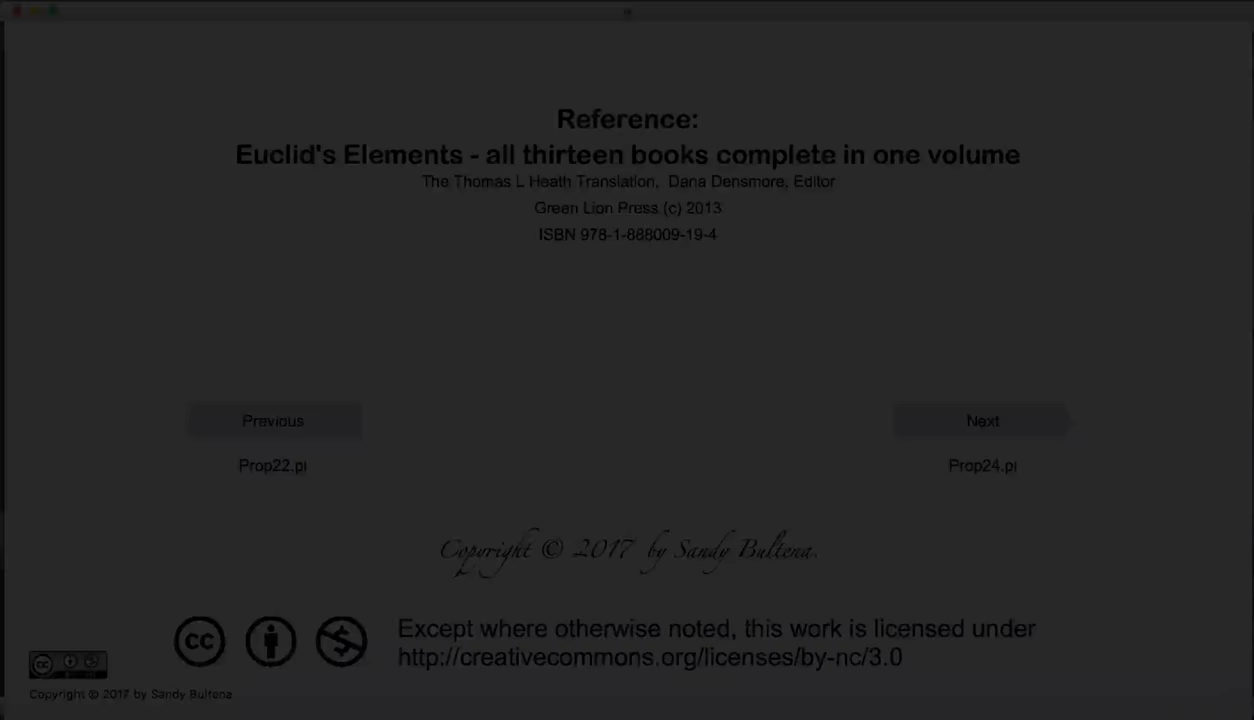 Reference:
Euclid's Elements - all thirteen books complete in one volume
The Thomas L Heath Translation, Dana Densmore, Editor
Green Lion Press (c) 2013
ISBN 978-1-888009-19-4
Previous
Next
Prop22.pl
Prop24.pl
Copyright © 2017 by Sandy Bultena.
Except where otherwise noted, this work is licensed under
http://creativecommons.org/licenses/by-nc/3.0
Copyright © 2017 by Sandy Bultena